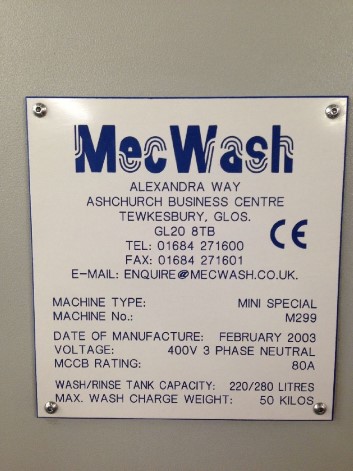 MecWash
ALEXANDRA WAY
ASHCHURCH BUSINESS CENTRE
TEWKESBURY, GLOS.
GL20 8TB
CE
TEL: 01684 271600
FAX: 01684 271601
E-MAIL: ENQUIRE@MECWASH.CO.UK.
MACHINE TYPE: MINI SPECIAL
MACHINE No.: M299
DATE OF MANUFACTURE: FEBRUARY 2003
VOLTAGE: 400V 3 PHASE NEUTRAL
MCCB RATING: 80A
WASH/RINSE TANK CAPACITY: 220/280 LITRES
MAX. WASH CHARGE WEIGHT: 50 KILOS